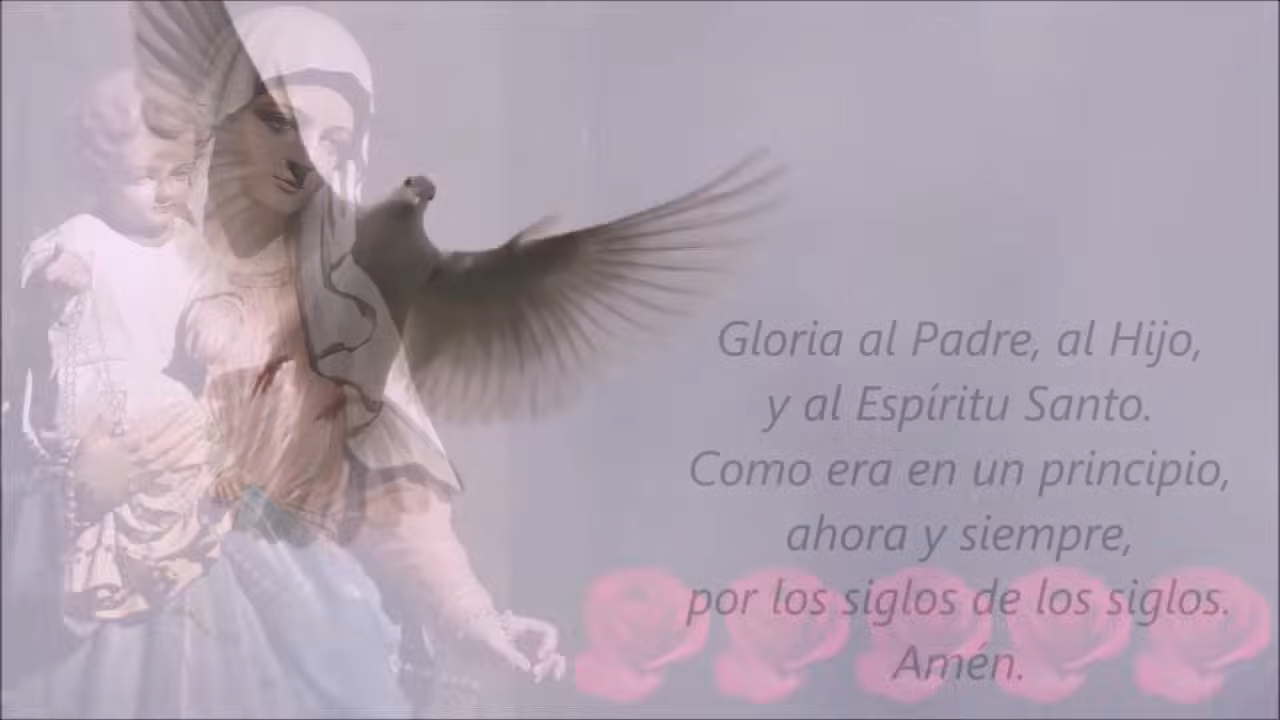 Gloria al Padre, al Hijo,
y al Espíritu Santo.
Como era en un principio,
ahora y siempre,
por los siglos de los siglos.
Amén.